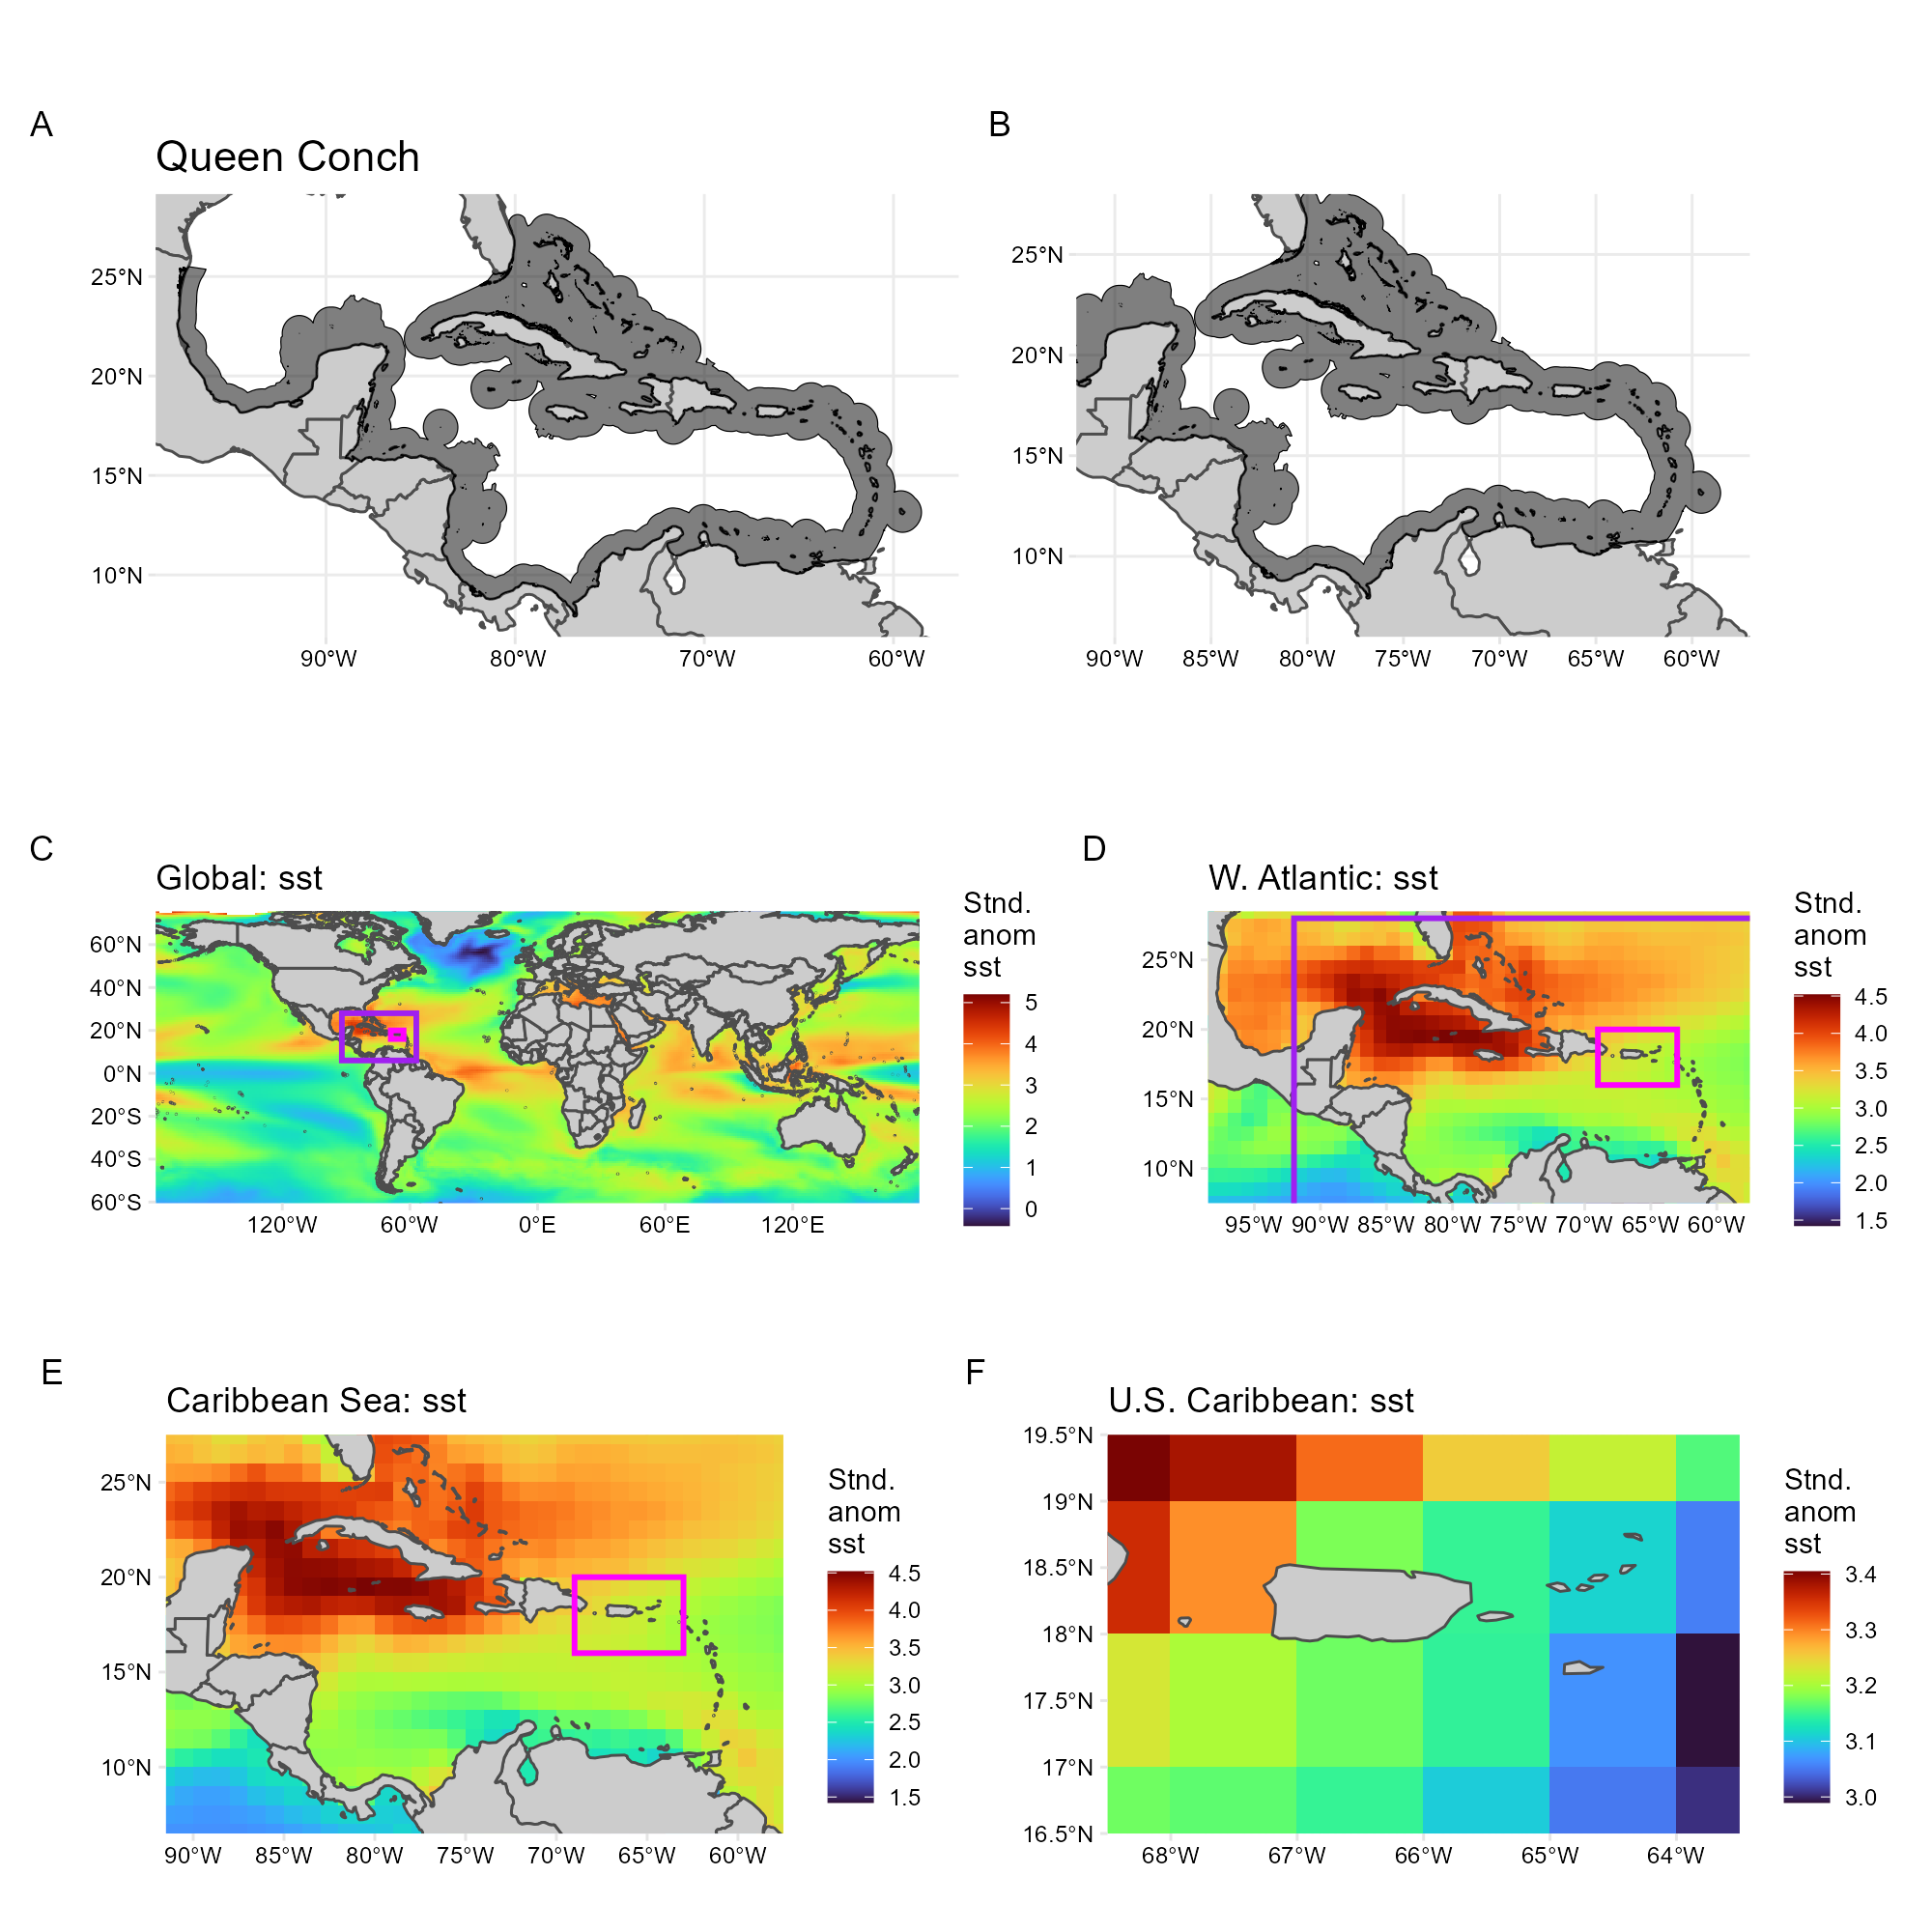 A
B
Queen Conch
25°N
20°N
15°N
10°N
90°W
80°W
70°W
60°W
25°N
20°N
15°N
10°N
90°W
85°W
80°W
75°W
70°W
65°W
60°W
C
Global: sst
60°N
40°N
20°N
0°N
20°S
40°S
60°S
120°W
60°W
0°E
60°E
120°E
Stnd.
anom
sst
5
4
3
2
1
0
D
W. Atlantic: sst
25°N
20°N
15°N
10°N
95°W
90°W
85°W
80°W
75°W
70°W
65°W
60°W
Stnd.
anom
sst
4.5
4.0
3.5
3.0
2.5
2.0
1.5
E
Caribbean Sea: sst
25°N
20°N
15°N
10°N
90°W
85°W
80°W
75°W
70°W
65°W
60°W
Stnd.
anom
sst
4.5
4.0
3.5
3.0
2.5
2.0
1.5
F
U.S. Caribbean: sst
19.5°N
19°N
18.5°N
18°N
17.5°N
17°N
16.5°N
68°W
67°W
66°W
65°W
64°W
Stnd.
anom
sst
3.4
3.3
3.2
3.1
3.0